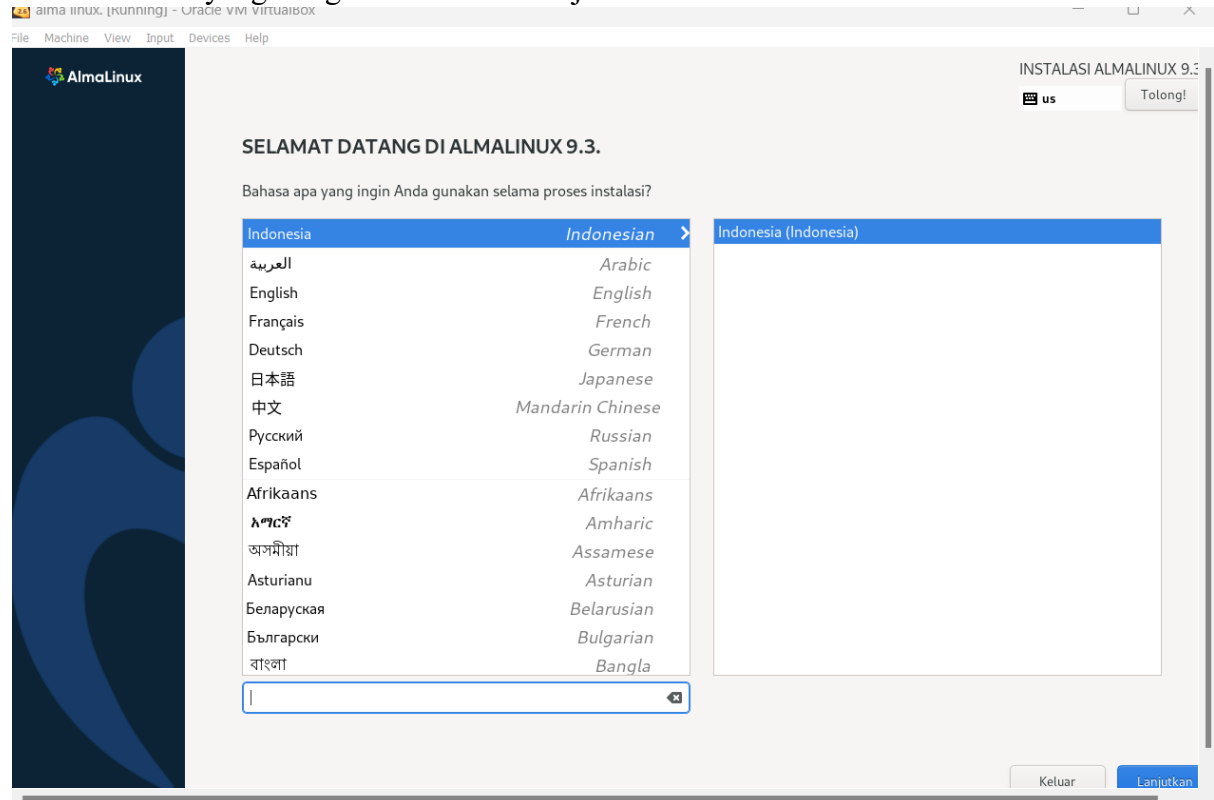 alma linux. [Running] - Oracle VM VirtualBox
File Machine View Input Devices Help
AlmaLinux
INSTALASI ALMALINUX 9.3
us
Tolong!
SELAMAT DATANG DI ALMALINUX 9.3.
Bahasa apa yang ingin Anda gunakan selama proses instalasi?
Indonesia Indonesian
Indonesia (Indonesia)
العربية Arabic
English English
Français French
Deutsch German
日本語 Japanese
中文 Mandarin Chinese
Русский Russian
Español Spanish
Afrikaans Afrikaans
አማርኛ Amharic
অসমীয়া Assamese
Asturianu Asturian
Беларуская Belarusian
Български Bulgarian
বাংলা Bangla
Keluar
Lanjutkan